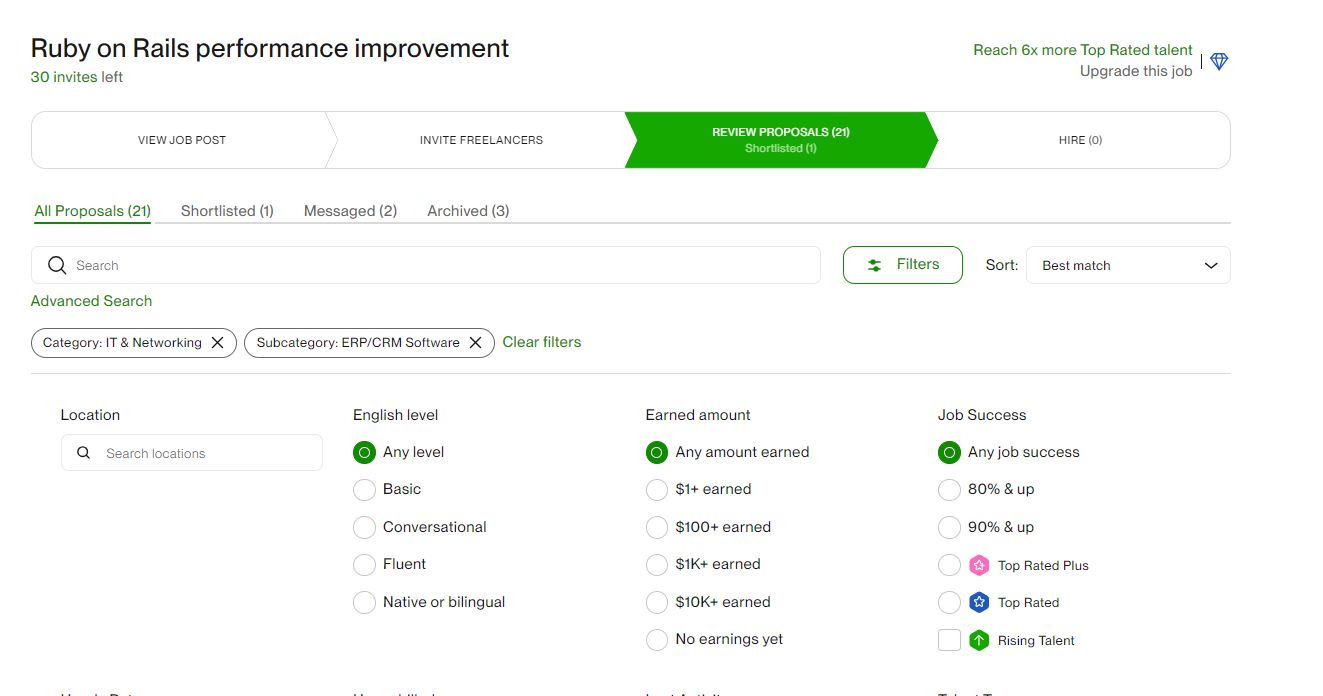 Ruby on Rails performance improvement
30 invites left
Reach 6x more Top Rated talent
Upgrade this job
VIEW JOB POST
INVITE FREELANCERS
REVIEW PROPOSALS (21)
Shortlisted (1)
HIRE (0)
All Proposals (21)
Shortlisted (1)
Messaged (2)
Archived (3)
Search
Filters
Sort:
Best match
Advanced Search
Category: IT & Networking
Subcategory: ERP/CRM Software
Clear filters
Location
Search locations
English level
Any level
Basic
Conversational
Fluent
Native or bilingual
Earned amount
Any amount earned
$1+ earned
$100+ earned
$1K+ earned
$10K+ earned
No earnings yet
Job Success
Any job success
80% & up
90% & up
Top Rated Plus
Top Rated
Rising Talent